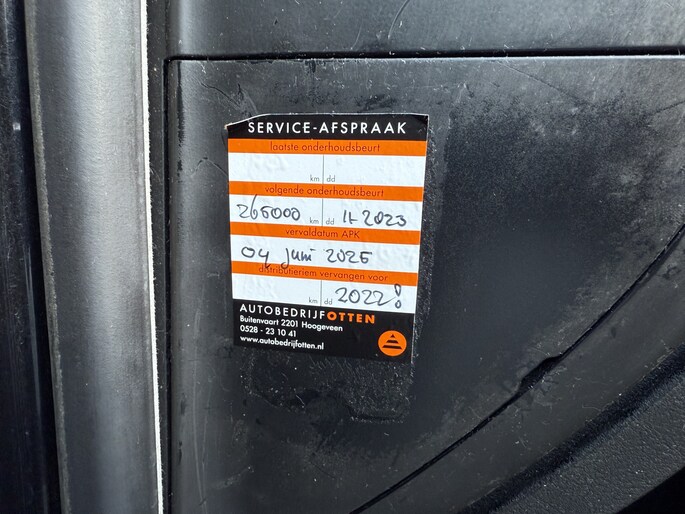 SERVICE-AFSPRAAK
laatste onderhoudsbeurt
km dd
volgende onderhoudsbeurt
265000 km dd 11-2023
vervaldatum APK
04 juni 2025
distributieriem vervangen voor
km dd 2022!
AUTOBEDRIJFOTTEN
Buitenvaart 2201 Hoogeveen
0528 - 23 10 41
www.autobedrijfotten.nl